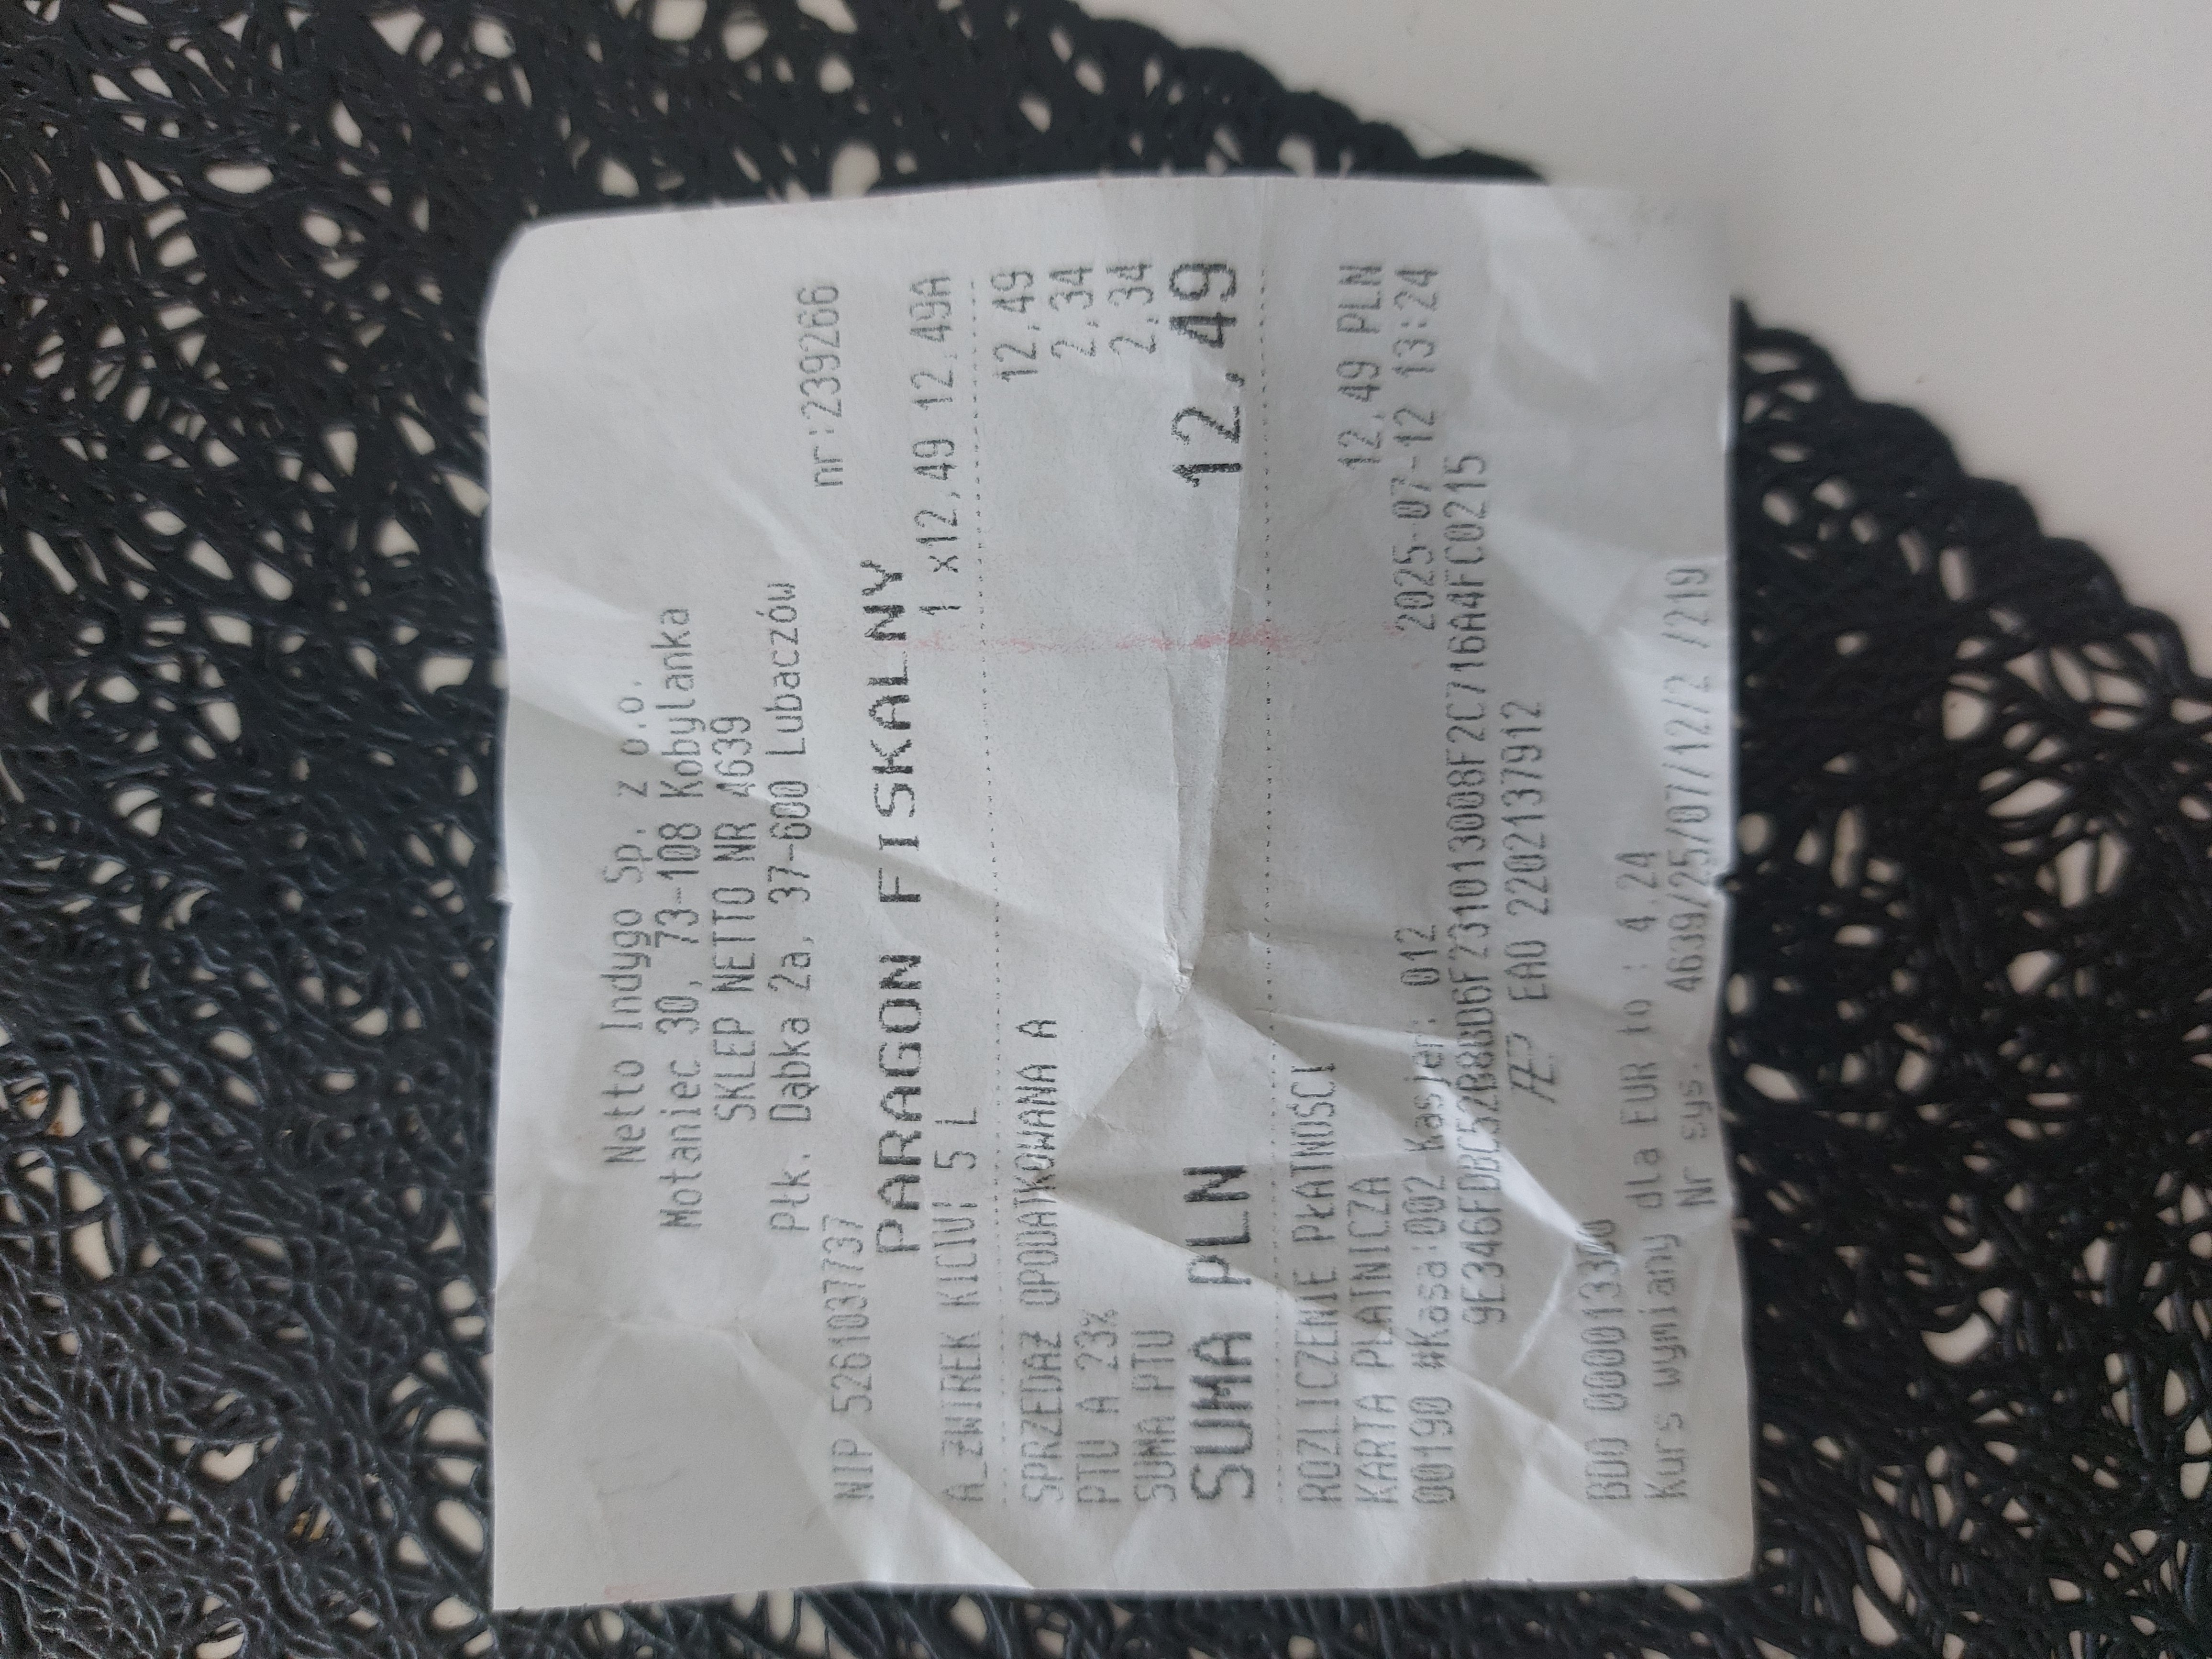 Netto Indygo Sp. z o.o.
Motaniec 30, 73-108 Kobylanka
SKLEP NETTO NR 4639
Płk. Dąbka 2a, 37-600 Lubaczów
NIP 5261037737 nr:239266
PARAGON FISKALNY
A_ŻWIREK KICIUŚ 5 L 1 x12,49 12,49A
SPRZEDAŻ OPODATKOWANA A 12,49
PTU A 23% 2,34
SUMA PTU 2,34
SUMA PLN 12,49
ROZLICZENIE PŁATNOŚCI
KARTA PŁATNICZA 12,49 PLN
00190 #Kasa:002 Kasjer: 012 2025-07-12 13:24
EAO 2202137912
BDO
Kurs wymiany dla EUR to : 4.24
Nr sys. 4639/25/07/12/2 /219